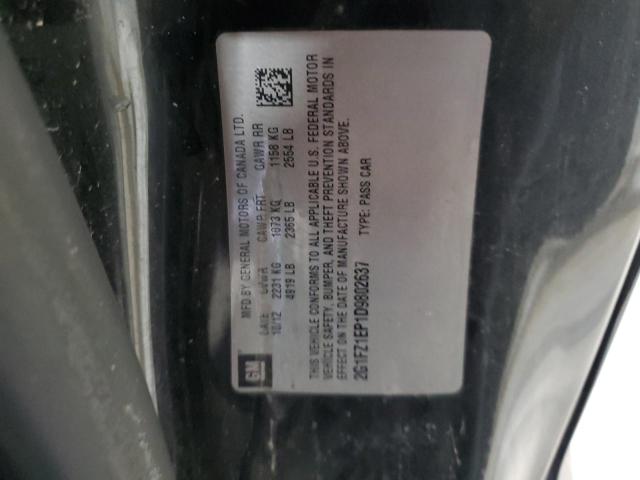 GM
MFD BY GENERAL MOTORS OF CANADA LTD.
DATE GVWR GAWR FRT GAWR RR
10/12 2231 KG 1073 KG 1158 KG
4919 LB 2365 LB 2554 LB
THIS VEHICLE CONFORMS TO ALL APPLICABLE U.S. FEDERAL MOTOR
VEHICLE SAFETY, BUMPER, AND THEFT PREVENTION STANDARDS IN
EFFECT ON THE DATE OF MANUFACTURE SHOWN ABOVE.
2G1FZ1EP1D9802637 TYPE: PASS CAR